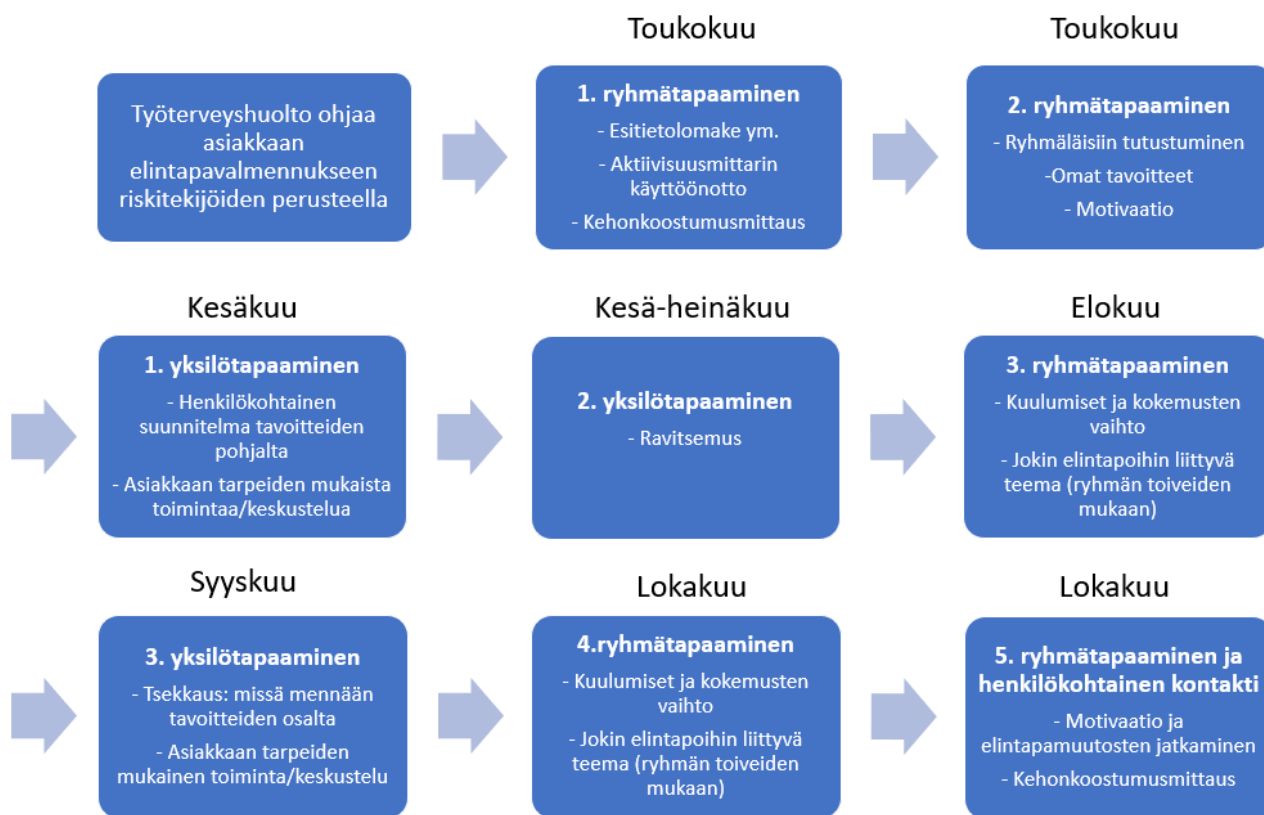 Toukokuu
Toukokuu
Työterveyshuolto ohjaa
asiakkaan
elintapavalmennukseen
riskitekijöiden perusteella
1. ryhmätapaaminen
- Esitietolomake ym.
- Aktiivisuusmittarin
käyttöönotto
- Kehonkoostumusmittaus
2. ryhmätapaaminen
- Ryhmäläisiin tutustuminen
-Omat tavoitteet
- Motivaatio
Kesäkuu
Kesä-heinäkuu
Elokuu
1. yksilötapaaminen
- Henkilökohtainen
suunnitelma tavoitteiden
pohjalta
- Asiakkaan tarpeiden mukaista
toimintaa/keskustelua
2. yksilötapaaminen
- Ravitsemus
3. ryhmätapaaminen
- Kuulumiset ja kokemusten
vaihto
- Jokin elintapoihin liittyvä
teema (ryhmän toiveiden
mukaan)
Syyskuu
Lokakuu
Lokakuu
3. yksilötapaaminen
- Tsekkaus: missä mennään
tavoitteiden osalta
- Asiakkaan tarpeiden
mukainen toiminta/keskustelu
4.ryhmätapaaminen
- Kuulumiset ja kokemusten
vaihto
- Jokin elintapoihin liittyvä
teema (ryhmän toiveiden
mukaan)
5. ryhmätapaaminen ja
henkilökohtainen kontakti
- Motivaatio ja
elintapamuutosten jatkaminen
- Kehonkoostumusmittaus